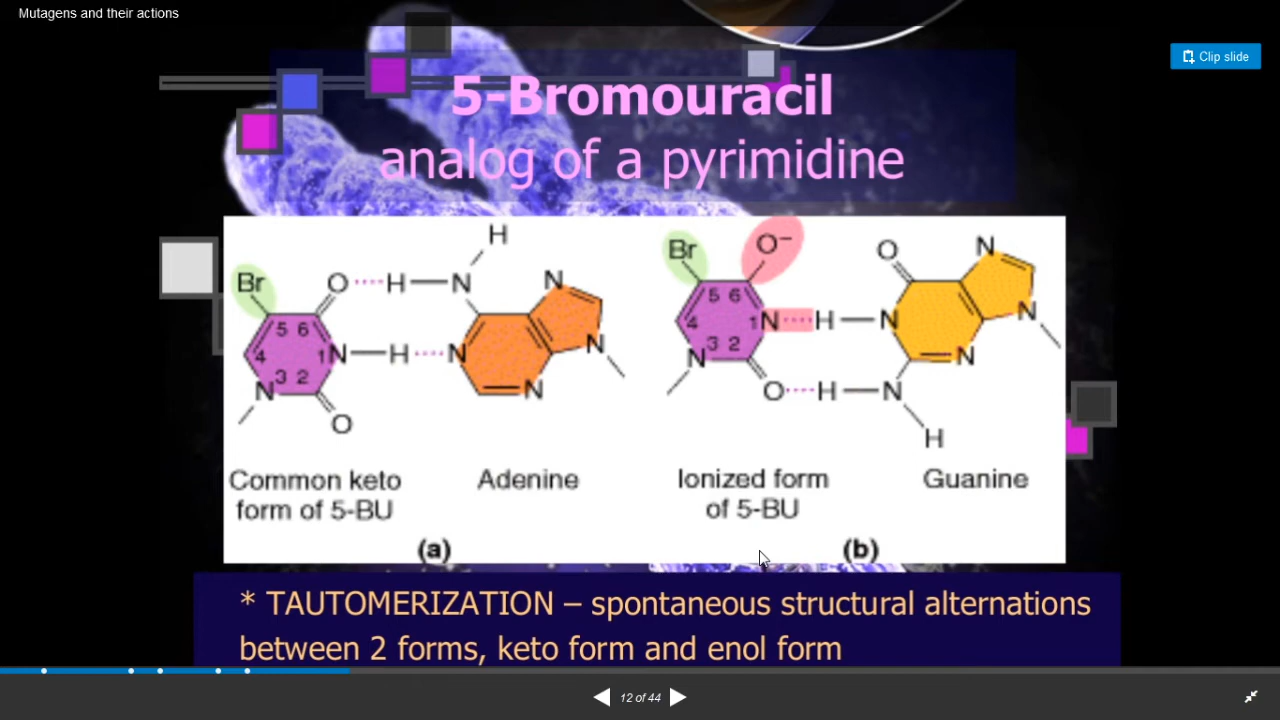 Mutagens and their actions
Clip slide
5-Bromouracil
analog of a pyrimidine
H
Br O H N N
5 6
4 1 N H N N
3 2
N N
O
Br O–
5 6
4 1 N H N
3 2
N O H N
O N
N
N
H
Common keto
form of 5-BU
Adenine
Ionized form
of 5-BU
Guanine
(a)
(b)
* TAUTOMERIZATION – spontaneous structural alternations
between 2 forms, keto form and enol form
12 of 44